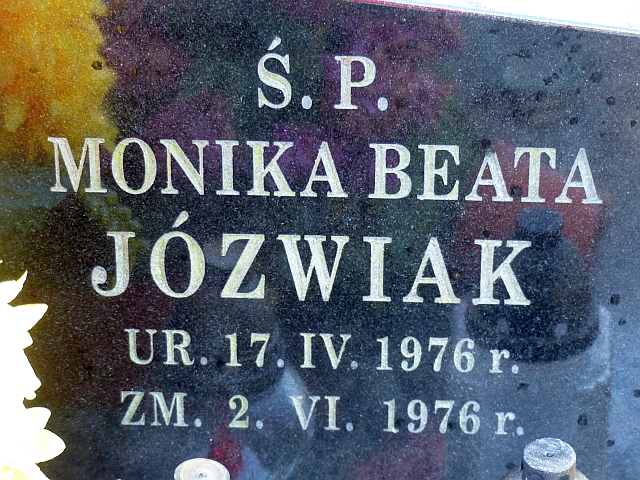 Ś. P.
MONIKA BEATA
JÓZWIAK
UR. 17. IV. 1976 r.
ZM. 2. VI. 1976 r.